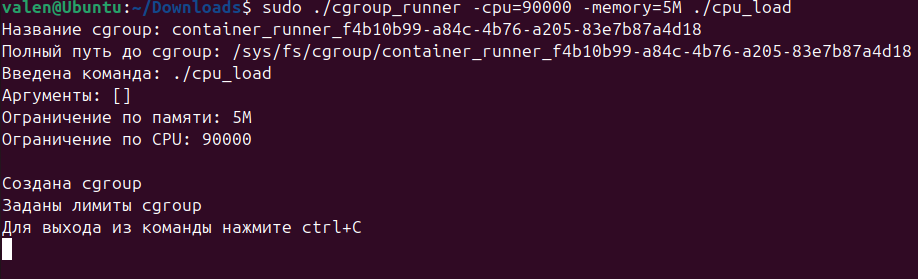 valen@Ubuntu:~/Downloads$ sudo ./cgroup_runner -cpu=90000 -memory=5M ./cpu_load
Название cgroup: container_runner_f4b10b99-a84c-4b76-a205-83e7b87a4d18
Полный путь до cgroup: /sys/fs/cgroup/container_runner_f4b10b99-a84c-4b76-a205-83e7b87a4d18
Введена команда: ./cpu_load
Аргументы: []
Ограничение по памяти: 5M
Ограничение по CPU: 90000
Создана cgroup
Заданы лимиты cgroup
Для выхода из команды нажмите ctrl+C